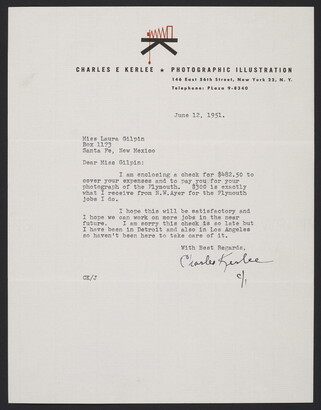 CHARLES E KERLEE • PHOTOGRAPHIC ILLUSTRATION
146 East 36th Street, New York 22, N. Y.
Telephone: Plaza 9-8340
June 12, 1951.
Miss Laura Gilpin
Box 1173
Santa Fe, New Mexico
Dear Miss Gilpin:
I am enclosing a check for $482.50 to
cover your expenses and to pay you for your
photograph of the Plymouth. $300 is exactly
what I receive from N.W.Ayer for the Plymouth
jobs I do.
I hope this will be satisfactory and
I hope we can work on more jobs in the near
future. I am sorry this check is so late but
I have been in Detroit and also in Los Angeles
so haven't been here to take care of it.
With Best Regards,
Charles Kerlee
CK/J